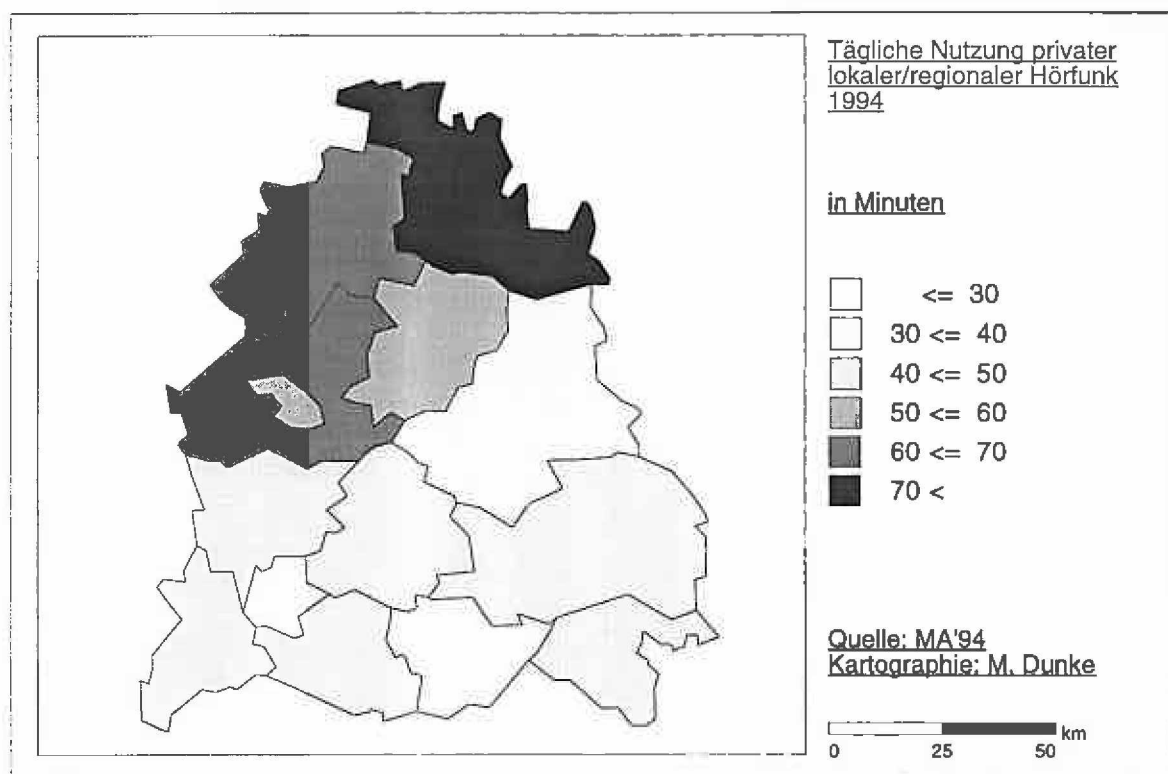 Tägliche Nutzung privater
lokaler/regionaler Hörfunk
1994
in Minuten
<= 30
30 <= 40
40 <= 50
50 <= 60
60 <= 70
70 <
Quelle: MA'94
Kartographie: M. Dunke
km
0 25 50